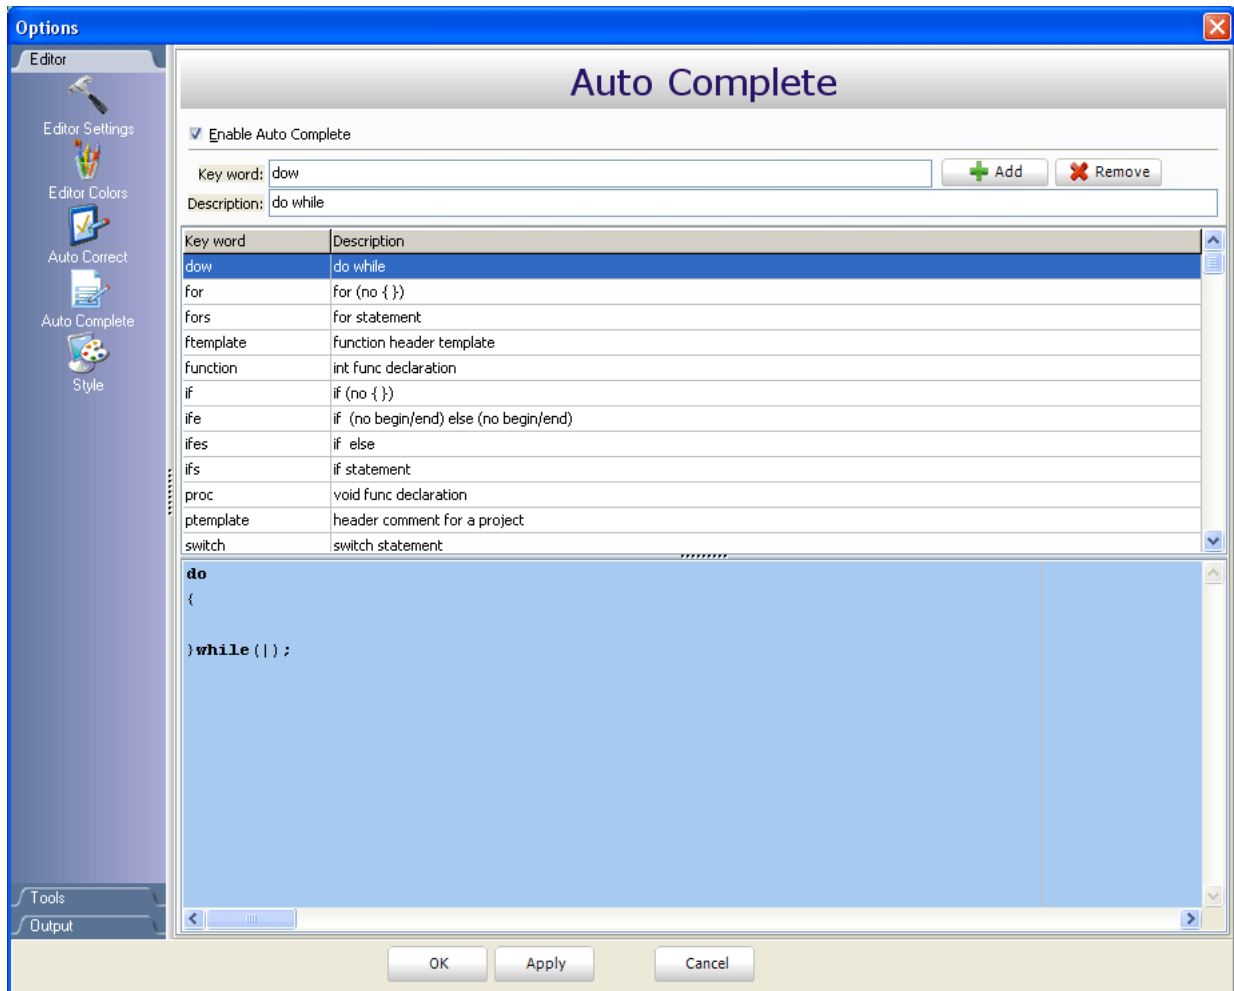 Options
Editor
Editor Settings
Editor Colors
Auto Correct
Auto Complete
Style
Tools
Output
Auto Complete
Enable Auto Complete
Key word: dow Add Remove
Description: do while
Key word Description
dow do while
for for (no { })
fors for statement
ftemplate function header template
function int func declaration
if if (no { })
ife if (no begin/end) else (no begin/end)
ifes if else
ifs if statement
proc void func declaration
ptemplate header comment for a project
switch switch statement
do
{
}while(|);
OK Apply Cancel